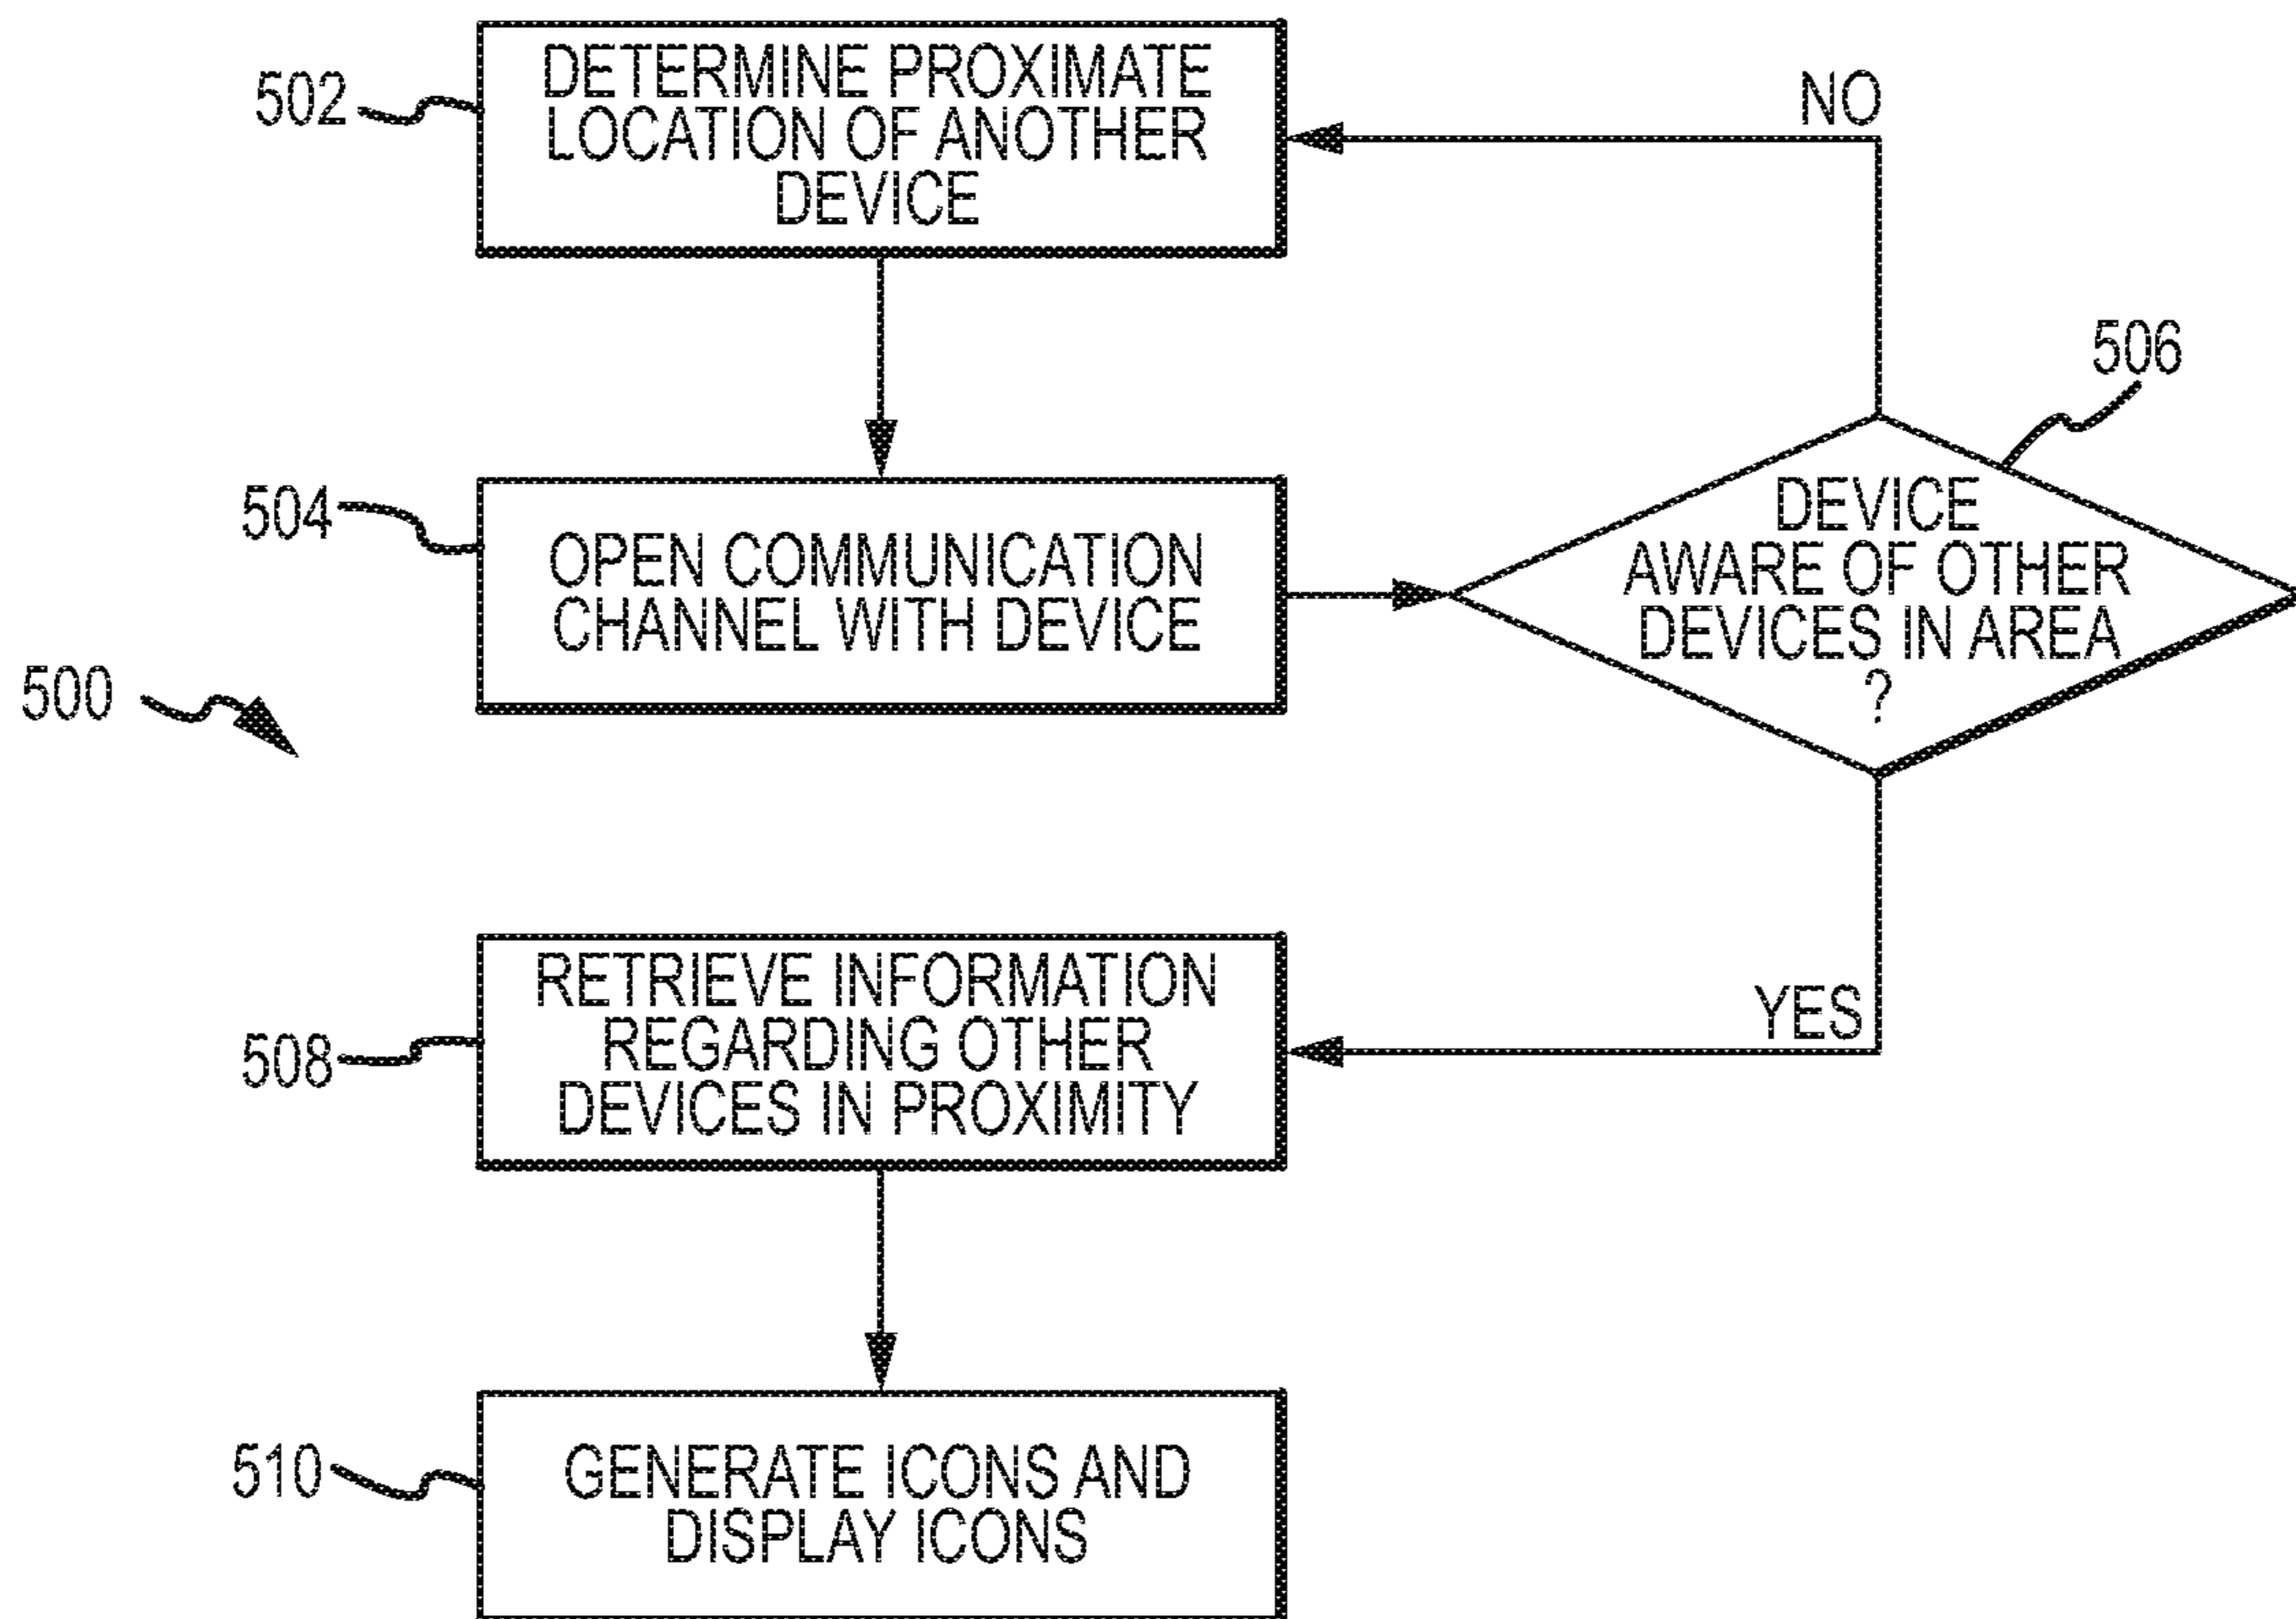 502
DETERMINE PROXIMATE
LOCATION OF ANOTHER
DEVICE
NO
506
504
OPEN COMMUNICATION
CHANNEL WITH DEVICE
DEVICE
AWARE OF OTHER
DEVICES IN AREA
?
500
508
RETRIEVE INFORMATION
REGARDING OTHER
DEVICES IN PROXIMITY
YES
510
GENERATE ICONS AND
DISPLAY ICONS